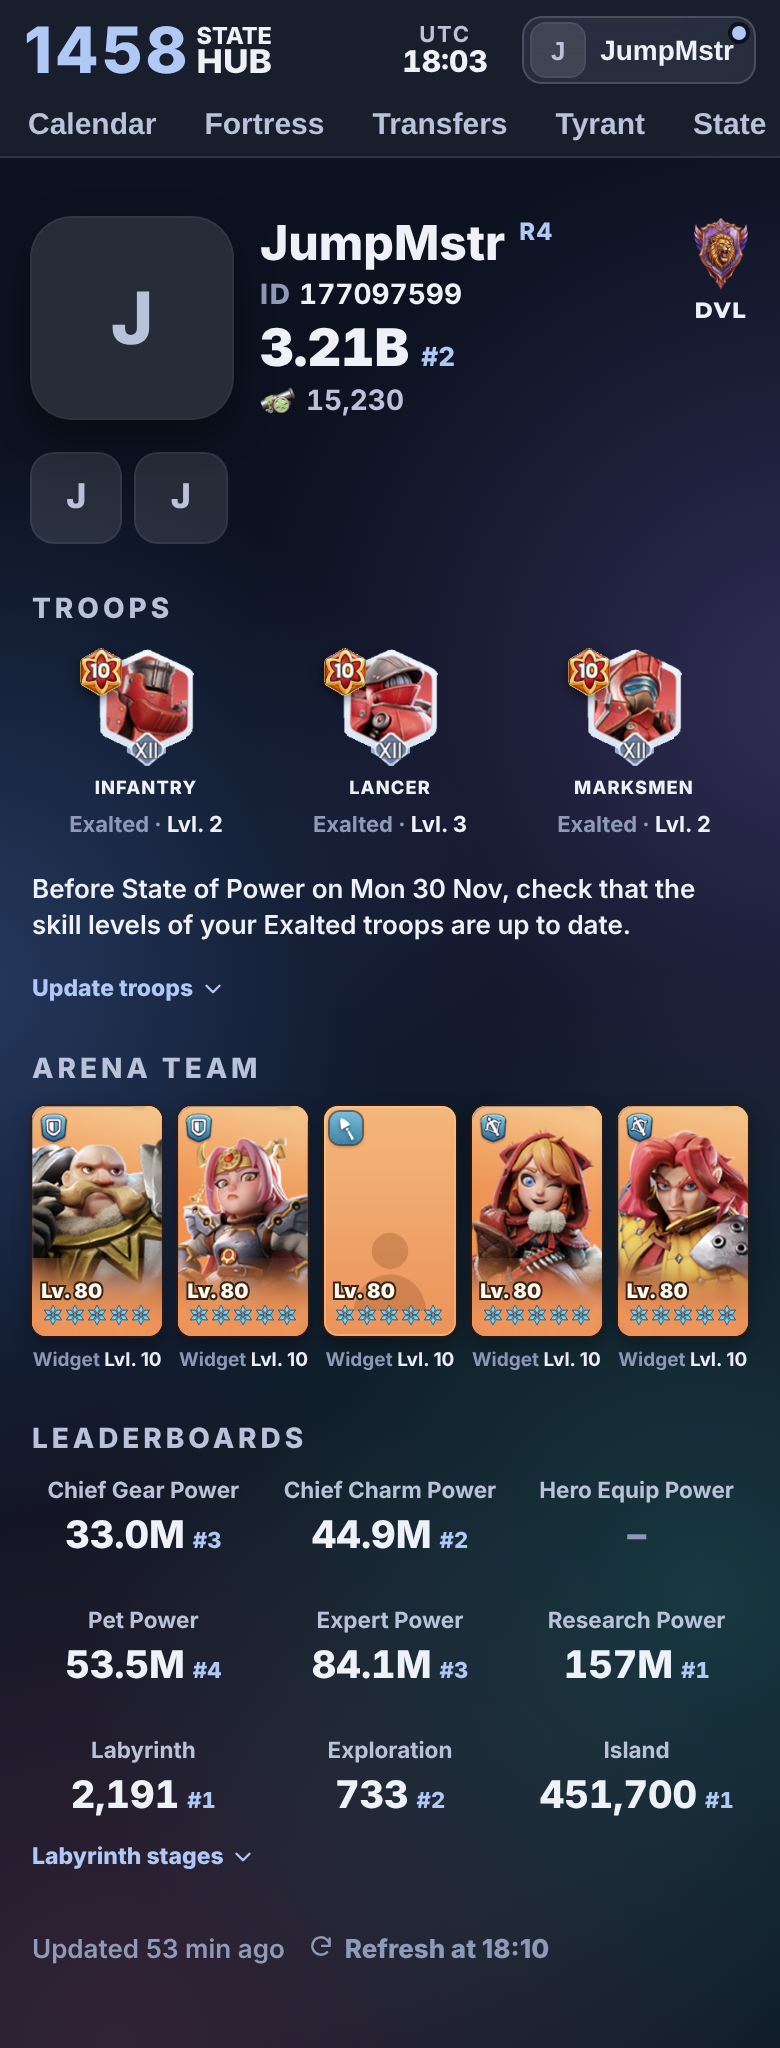 1458 STATE HUB
UTC
18:03
J JumpMstr
Calendar Fortress Transfers Tyrant State
J
JumpMstr R4
ID 177097599
3.21B #2
15,230
DVL
J J
TROOPS
10 10 10
XII XII XII
INFANTRY LANCER MARKSMEN
Exalted · Lvl. 2 Exalted · Lvl. 3 Exalted · Lvl. 2
Before State of Power on Mon 30 Nov, check that the
skill levels of your Exalted troops are up to date.
Update troops
ARENA TEAM
Lv. 80 Lv. 80 Lv. 80 Lv. 80 Lv. 80
Widget Lvl. 10 Widget Lvl. 10 Widget Lvl. 10 Widget Lvl. 10 Widget Lvl. 10
LEADERBOARDS
Chief Gear Power Chief Charm Power Hero Equip Power
33.0M #3 44.9M #2 –
Pet Power Expert Power Research Power
53.5M #4 84.1M #3 157M #1
Labyrinth Exploration Island
2,191 #1 733 #2 451,700 #1
Labyrinth stages
Updated 53 min ago Refresh at 18:10